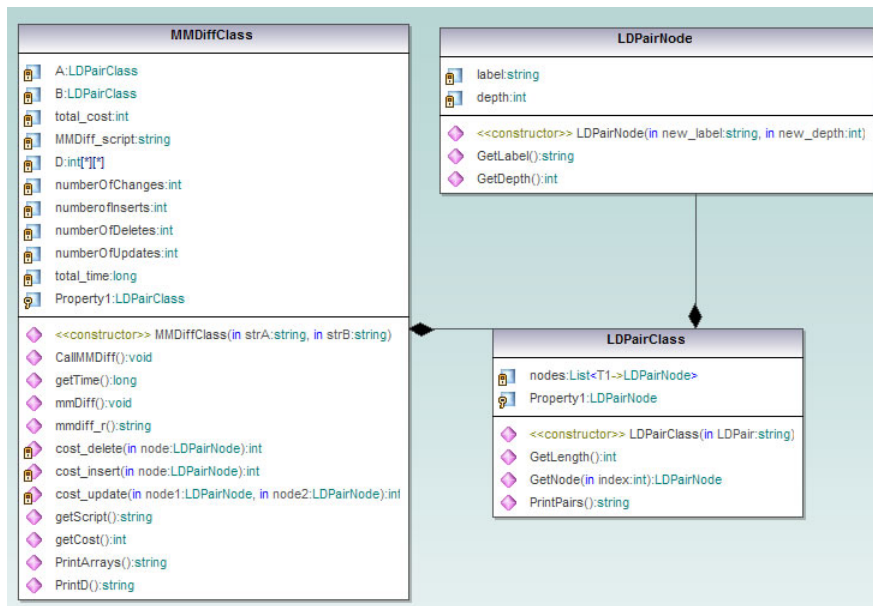 MMDiffClass
A:LDPairClass
B:LDPairClass
total_cost:int
MMDiff_script:string
D:int[*][*]
numberOfChanges:int
numberofInserts:int
numberOfDeletes:int
numberOfUpdates:int
total_time:long
Property1:LDPairClass
<<constructor>> MMDiffClass(in strA:string, in strB:string)
CallMMDiff():void
getTime():long
mmDiff():void
mmdiff_r():string
cost_delete(in node:LDPairNode):int
cost_insert(in node:LDPairNode):int
cost_update(in node1:LDPairNode, in node2:LDPairNode):int
getScript():string
getCost():int
PrintArrays():string
PrintD():string
LDPairNode
label:string
depth:int
<<constructor>> LDPairNode(in new_label:string, in new_depth:int)
GetLabel():string
GetDepth():int
LDPairClass
nodes:List<T1->LDPairNode>
Property1:LDPairNode
<<constructor>> LDPairClass(in LDPair:string)
GetLength():int
GetNode(in index:int):LDPairNode
PrintPairs():string